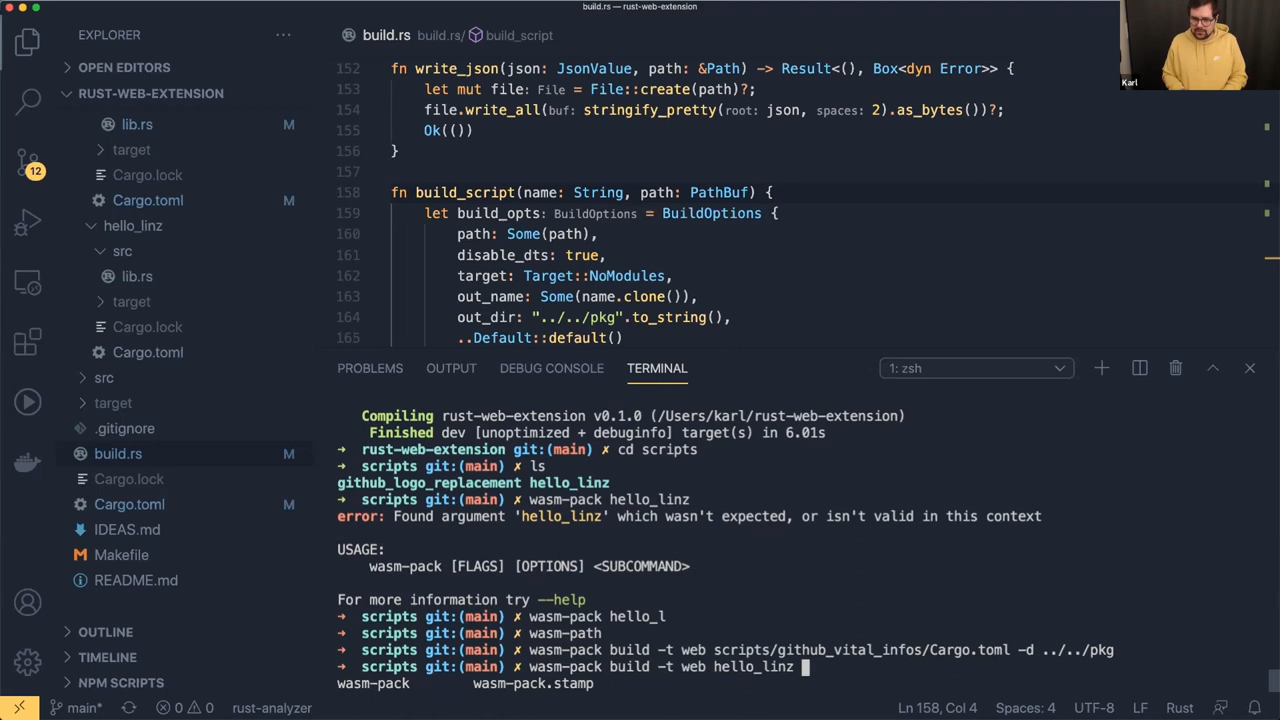 build.rs — rust-web-extension
EXPLORER
OPEN EDITORS
RUST-WEB-EXTENSION
lib.rs M
target
Cargo.lock
Cargo.toml M
hello_linz
src
lib.rs
target
Cargo.lock
Cargo.toml
src
target
.gitignore
build.rs M
Cargo.lock
Cargo.toml M
IDEAS.md
Makefile
README.md
OUTLINE
TIMELINE
NPM SCRIPTS
12
build.rs build.rs/ build_script
152 fn write_json(json: JsonValue, path: &Path) -> Result<(), Box<dyn Error>> {
153 let mut file: File = File::create(path)?;
154 file.write_all(buf: stringify_pretty(root: json, spaces: 2).as_bytes())?;
155 Ok(())
156 }
157
158 fn build_script(name: String, path: PathBuf) {
159 let build_opts: BuildOptions = BuildOptions {
160 path: Some(path),
161 disable_dts: true,
162 target: Target::NoModules,
163 out_name: Some(name.clone()),
164 out_dir: "../../pkg".to_string(),
165 ..Default::default()
Karl
PROBLEMS OUTPUT DEBUG CONSOLE TERMINAL 1: zsh
Compiling rust-web-extension v0.1.0 (/Users/karl/rust-web-extension)
Finished dev [unoptimized + debuginfo] target(s) in 6.01s
➜ rust-web-extension git:(main) ✗ cd scripts
➜ scripts git:(main) ✗ ls
github_logo_replacement hello_linz
➜ scripts git:(main) ✗ wasm-pack hello_linz
error: Found argument 'hello_linz' which wasn't expected, or isn't valid in this context
USAGE:
wasm-pack [FLAGS] [OPTIONS] <SUBCOMMAND>
For more information try --help
➜ scripts git:(main) ✗ wasm-pack hello_l
➜ scripts git:(main) ✗ wasm-path
➜ scripts git:(main) ✗ wasm-pack build -t web scripts/github_vital_infos/Cargo.toml -d ../../pkg
➜ scripts git:(main) ✗ wasm-pack build -t web hello_linz
wasm-pack wasm-pack.stamp
main* 0 0 rust-analyzer Ln 158, Col 4 Spaces: 4 UTF-8 LF Rust